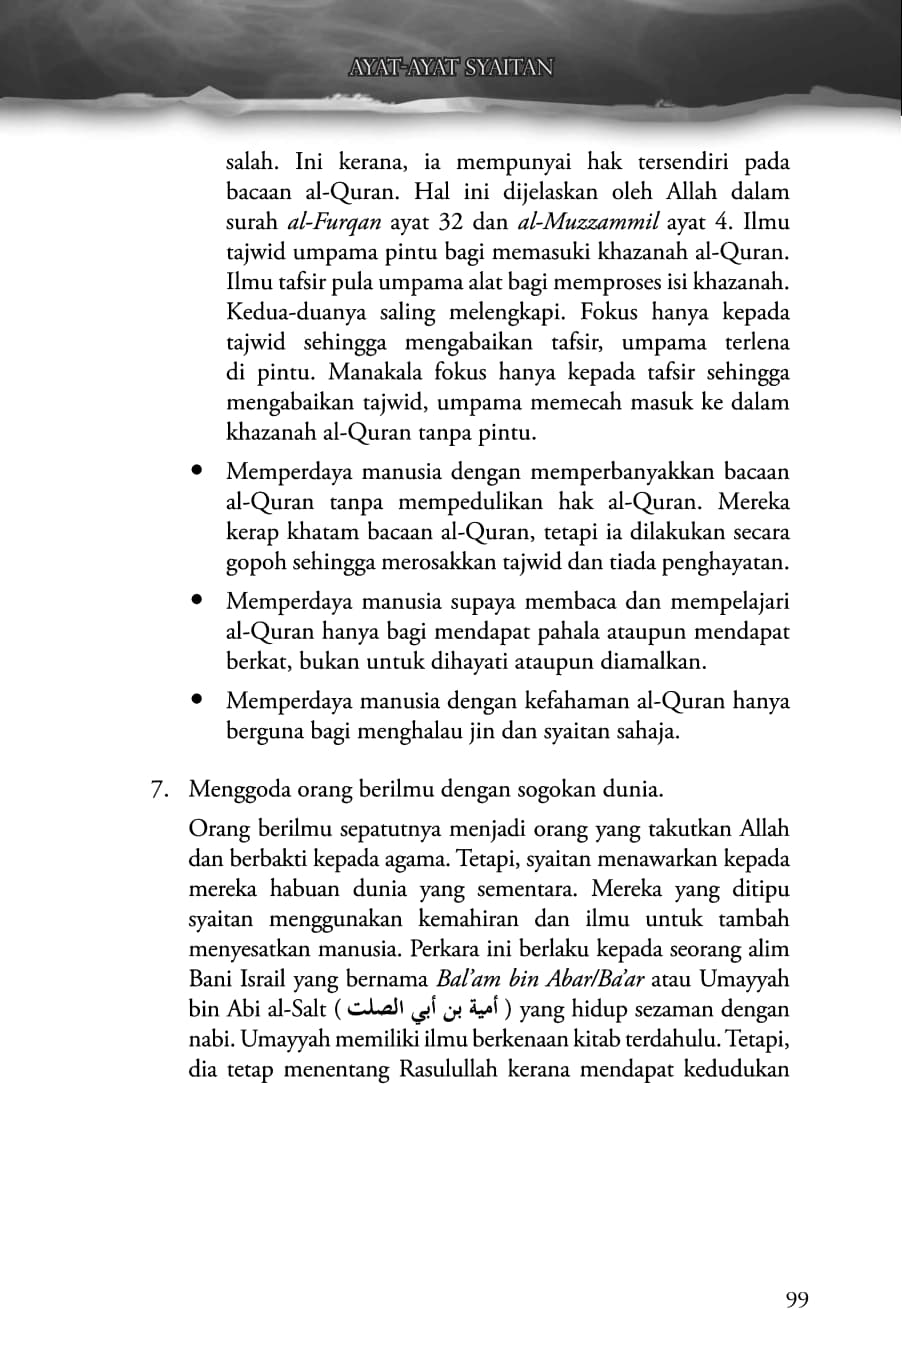 AYAT-AYAT SYAITAN
salah. Ini kerana, ia mempunyai hak tersendiri pada
bacaan al-Quran. Hal ini dijelaskan oleh Allah dalam
surah al-Furqan ayat 32 dan al-Muzzammil ayat 4. Ilmu
tajwid umpama pintu bagi memasuki khazanah al-Quran.
Ilmu tafsir pula umpama alat bagi memproses isi khazanah.
Kedua-duanya saling melengkapi. Fokus hanya kepada
tajwid sehingga mengabaikan tafsir, umpama terlena
di pintu. Manakala fokus hanya kepada tafsir sehingga
mengabaikan tajwid, umpama memecah masuk ke dalam
khazanah al-Quran tanpa pintu.
• Memperdaya manusia dengan memperbanyakkan bacaan
al-Quran tanpa mempedulikan hak al-Quran. Mereka
kerap khatam bacaan al-Quran, tetapi ia dilakukan secara
gopoh sehingga merosakkan tajwid dan tiada penghayatan.
• Memperdaya manusia supaya membaca dan mempelajari
al-Quran hanya bagi mendapat pahala ataupun mendapat
berkat, bukan untuk dihayati ataupun diamalkan.
• Memperdaya manusia dengan kefahaman al-Quran hanya
berguna bagi menghalau jin dan syaitan sahaja.
7. Menggoda orang berilmu dengan sogokan dunia.
Orang berilmu sepatutnya menjadi orang yang takutkan Allah
dan berbakti kepada agama. Tetapi, syaitan menawarkan kepada
mereka habuan dunia yang sementara. Mereka yang ditipu
syaitan menggunakan kemahiran dan ilmu untuk tambah
menyesatkan manusia. Perkara ini berlaku kepada seorang alim
Bani Israil yang bernama Bal’am bin Abar/Ba’ar atau Umayyah
bin Abi al-Salt ( أمية بن أبي الصلت ) yang hidup sezaman dengan
nabi. Umayyah memiliki ilmu berkenaan kitab terdahulu. Tetapi,
dia tetap menentang Rasulullah kerana mendapat kedudukan
99